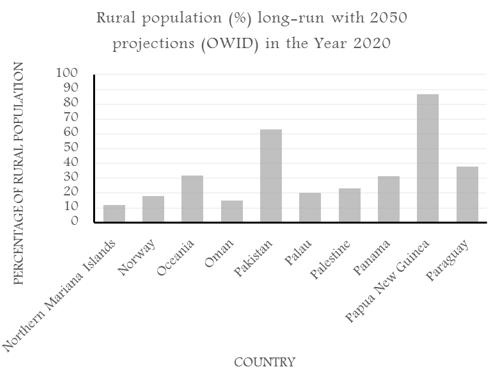 Rural population (%) long-run with 2050
projections (OWID) in the Year 2020
PERCENTAGE OF RURAL POPULATION
100
90
80
70
60
50
40
30
20
10
0
Northern Mariana Islands
Norway
Oceania
Oman
Pakistan
Palau
Palestine
Panama
Papua New Guinea
Paraguay
COUNTRY